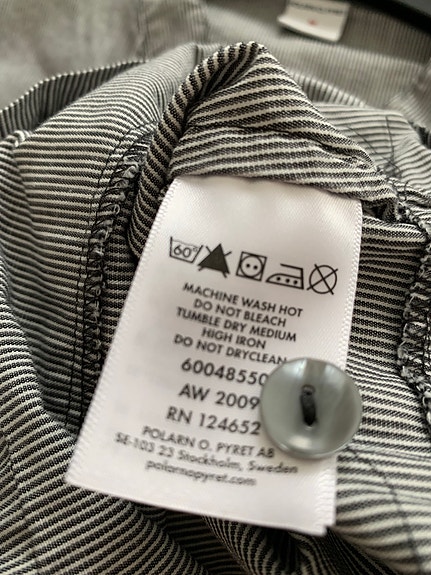 60°
MACHINE WASH HOT
DO NOT BLEACH
TUMBLE DRY MEDIUM
HIGH IRON
DO NOT DRYCLEAN
60048550
AW 2009
RN 124652
POLARN O. PYRET AB
SE-103 23 Stockholm, Sweden
polarnopyret.com